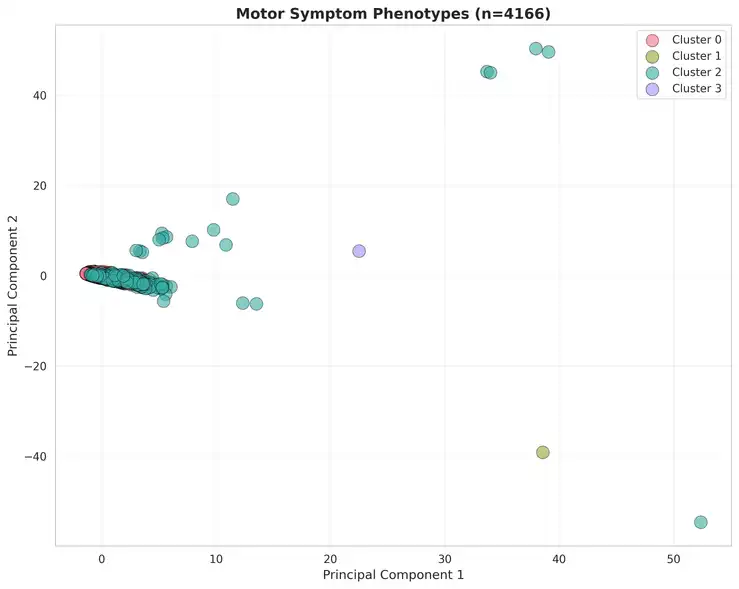 Motor Symptom Phenotypes (n=4166)
Cluster 0
Cluster 1
Cluster 2
Cluster 3
Principal Component 2
40
20
0
−20
−40
0
10
20
30
40
50
Principal Component 1